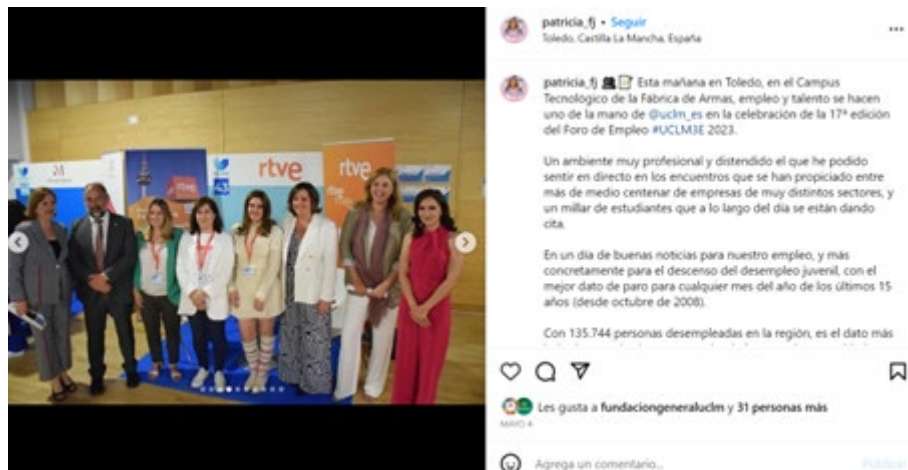 rtve
rtve
rtve
patricia_fj • Seguir
Toledo, Castilla La Mancha, España
patricia_fj Esta mañana en Toledo, en el Campus
Tecnológico de la Fábrica de Armas, empleo y talento se hacen
uno de la mano de @uclm_es en la celebración de la 17ª edición
del Foro de Empleo #UCLM3E 2023.
Un ambiente muy profesional y distendido el que he podido
sentir en directo en los encuentros que se han propiciado entre
más de medio centenar de empresas de muy distintos sectores, y
un millar de estudiantes que a lo largo del día se están dando
cita.
En un día de buenas noticias para nuestro empleo, y más
concretamente para el descenso del desempleo juvenil, con el
mejor dato de paro para cualquier mes del año de los últimos 15
años (desde octubre de 2008).
Con 135.744 personas desempleadas en la región, es el dato más
Les gusta a fundaciongeneraluclm y 31 personas más
MAYO 4
Agrega un comentario...
Publicar